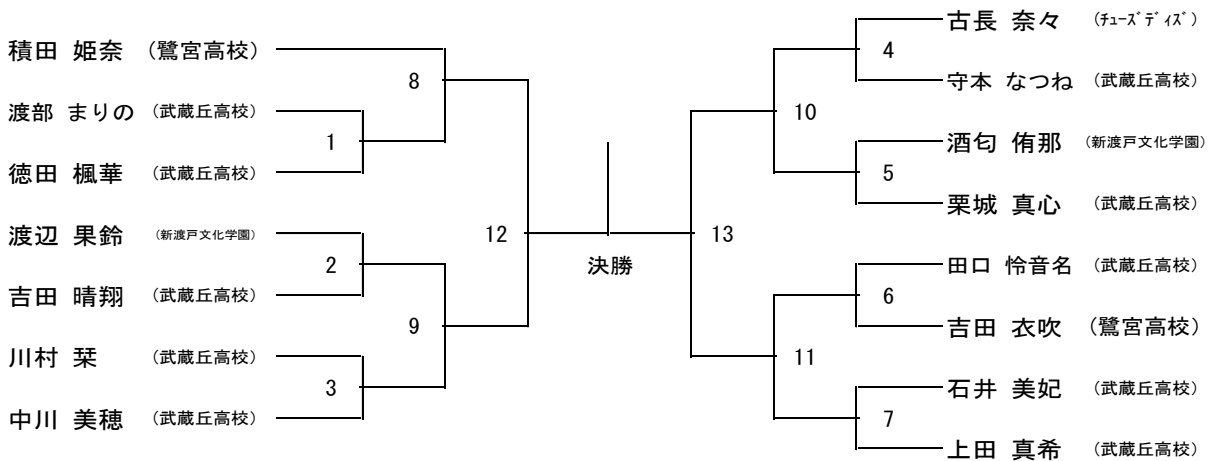 積田 姫奈 (鷺宮高校)
渡部 まりの (武蔵丘高校)
徳田 楓華 (武蔵丘高校)
渡辺 果鈴 (新渡戸文化学園)
吉田 晴翔 (武蔵丘高校)
川村 栞 (武蔵丘高校)
中川 美穂 (武蔵丘高校)
1
2
3
8
9
12
決勝
13
10
11
4
5
6
7
古長 奈々 (ﾁｭｰｽﾞﾃﾞｨｽﾞ)
守本 なつね (武蔵丘高校)
酒匂 侑那 (新渡戸文化学園)
栗城 真心 (武蔵丘高校)
田口 怜音名 (武蔵丘高校)
吉田 衣吹 (鷺宮高校)
石井 美妃 (武蔵丘高校)
上田 真希 (武蔵丘高校)